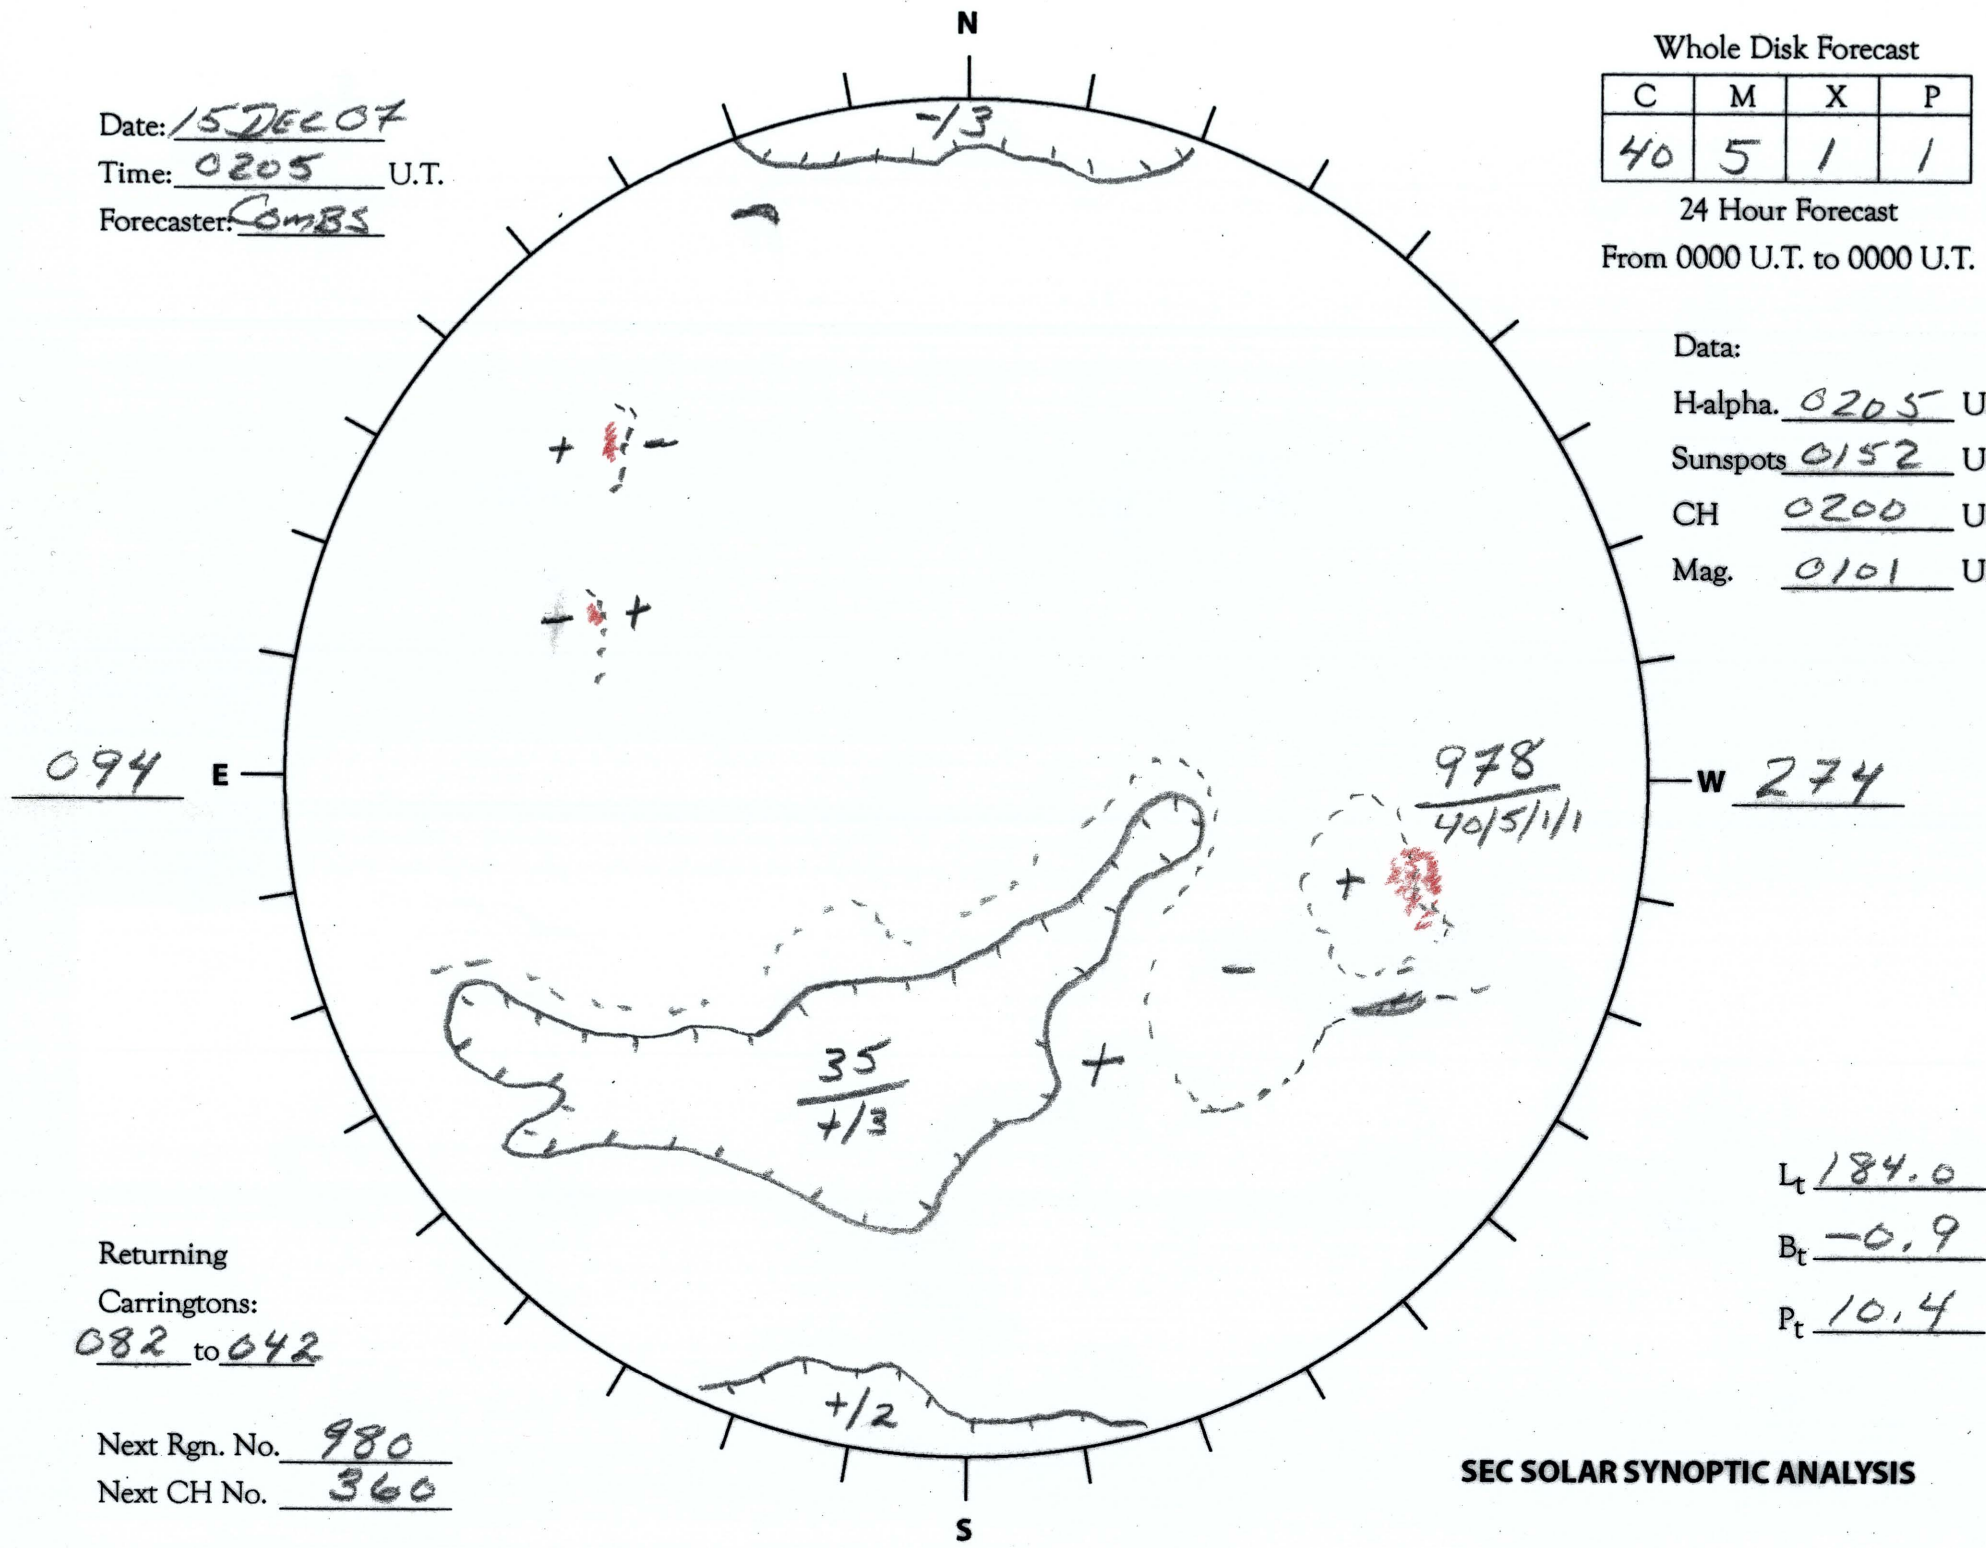 N
Date: 15 DEC 07
Time: 0205 U.T.
Forecaster: COMBS
Whole Disk Forecast
C M X P
40 5 1 1
24 Hour Forecast
From 0000 U.T. to 0000 U.T.
-/3
Data:
H-alpha. 0205 U
Sunspots 0152 U
CH 0200 U
Mag. 0101 U
+ -
- +
094 E
W 274
978
40/5/1/1
+
-
+
35
+/3
Lt 184.0
Bt -0.9
Pt 10.4
Returning
Carringtons:
082 to 042
+/2
Next Rgn. No. 980
Next CH No. 360
SEC SOLAR SYNOPTIC ANALYSIS
S